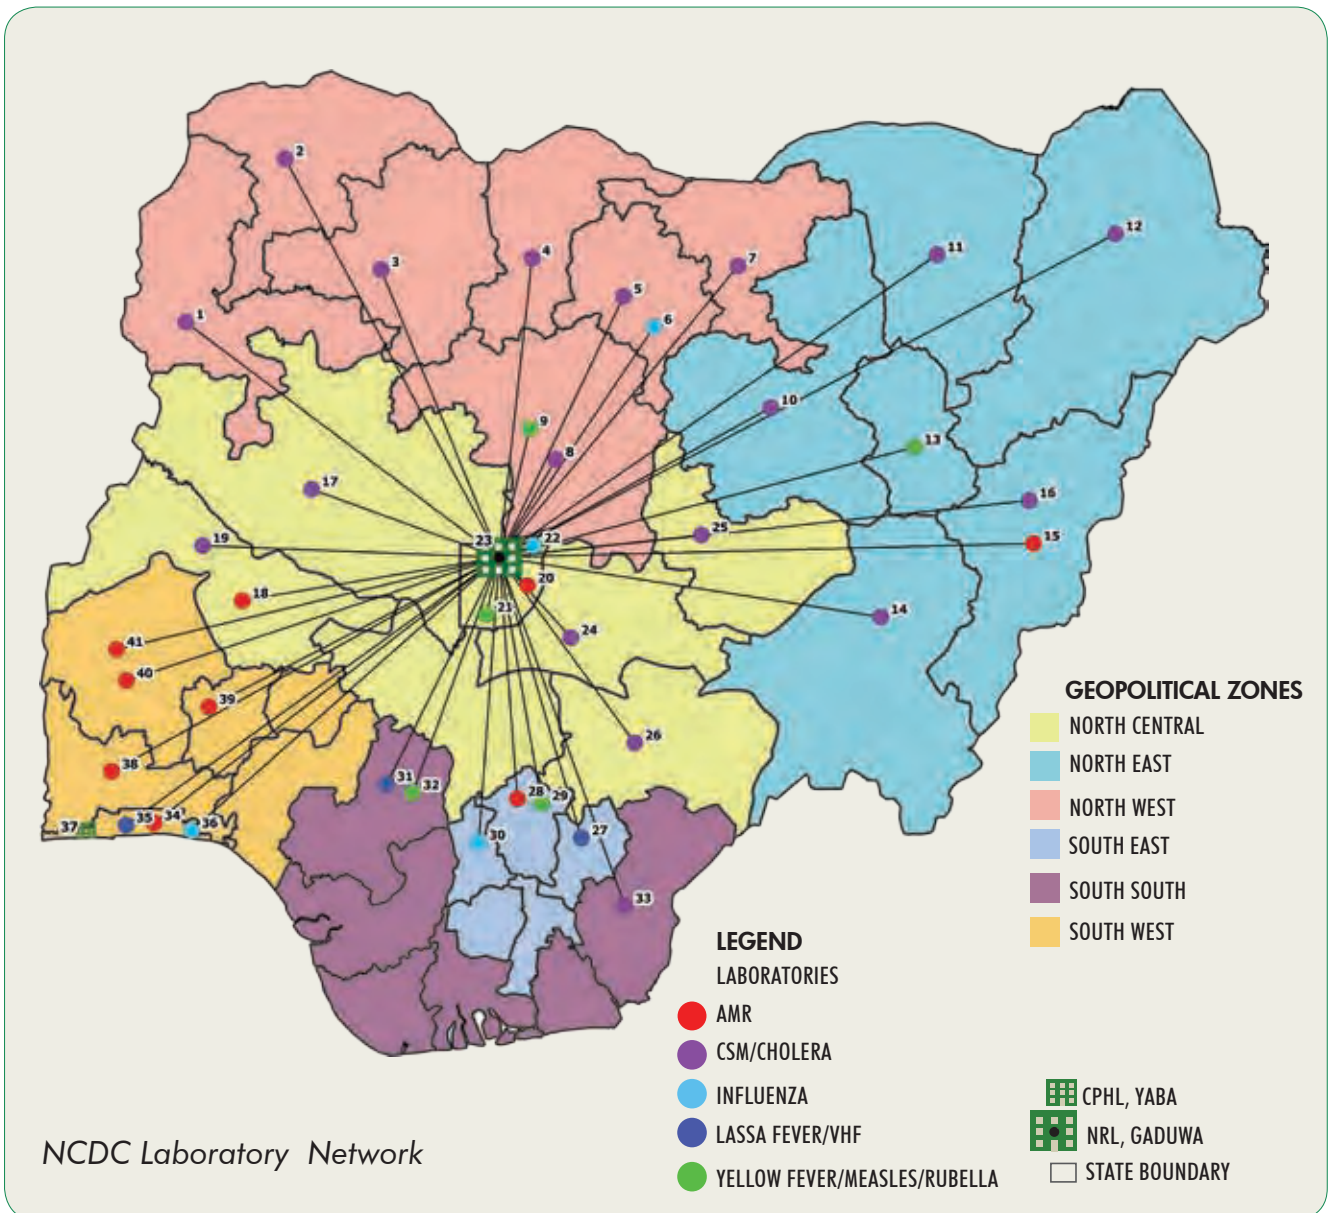 2
12
4
11
3
7
5
1
6
10
9
13
8
17
16
25
15
19
23
22
20
18
21
14
24
41
40
39
26
38
31
32
28
29
37
35
34
36
30
27
33
GEOPOLITICAL ZONES
NORTH CENTRAL
NORTH EAST
NORTH WEST
SOUTH EAST
SOUTH SOUTH
SOUTH WEST
LEGEND
LABORATORIES
AMR
CSM/CHOLERA
INFLUENZA
LASSA FEVER/VHF
YELLOW FEVER/MEASLES/RUBELLA
CPHL, YABA
NRL, GADUWA
STATE BOUNDARY
NCDC Laboratory Network